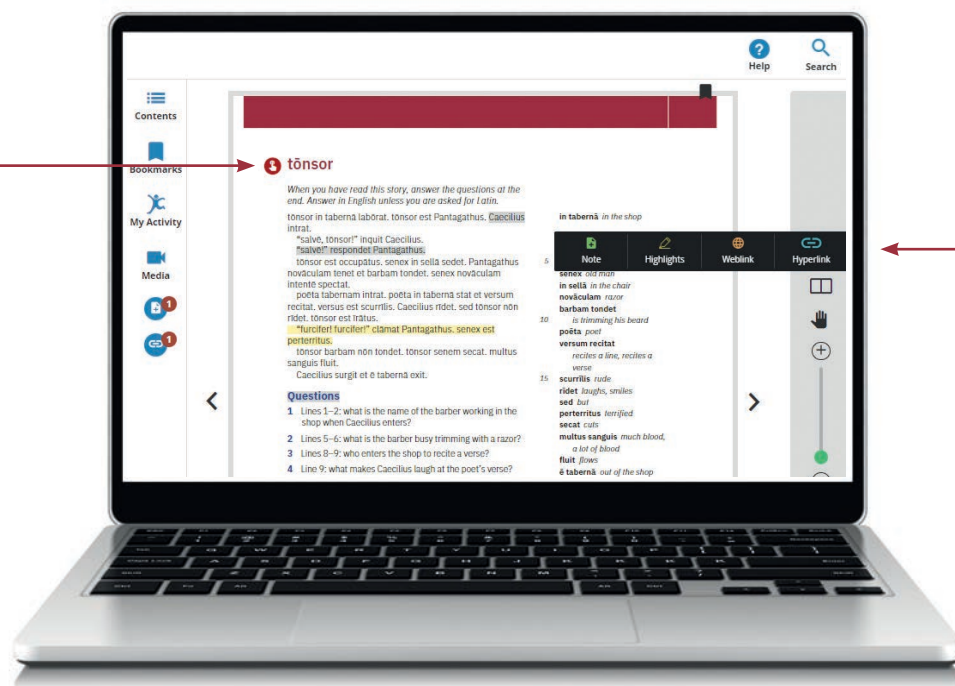 Help
Search
Contents
Bookmarks
My Activity
Media
1
1
tōnsor
When you have read this story, answer the questions at the
end. Answer in English unless you are asked for Latin.
tōnsor in tabernā labōrat. tōnsor est Pantagathus. Caecilius
intrat.
"salvē, tōnsor!" inquit Caecilius.
"salvē!" respondet Pantagathus.
tōnsor est occupātus. senex in sellā sedet. Pantagathus
novāculam tenet et barbam tondet. senex novāculam
intentē spectat.
poēta tabernam intrat. poēta in tabernā stat et versum
recitat. versus est scurrīlis. Caecilius rīdet. sed tōnsor nōn
rīdet. tōnsor est īrātus.
"furcifer! furcifer!" clāmat Pantagathus. senex est
perterritus.
tōnsor barbam nōn tondet. tōnsor senem secat. multus
sanguis fluit.
Caecilius surgit et ē tabernā exit.
Questions
1 Lines 1–2: what is the name of the barber working in the
shop when Caecilius enters?
2 Lines 5–6: what is the barber busy trimming with a razor?
3 Lines 8–9: who enters the shop to recite a verse?
4 Line 9: what makes Caecilius laugh at the poet's verse?
in tabernā in the shop
Note
Highlights
Weblink
Hyperlink
5
senex old man
in sellā in the chair
novāculam razor
barbam tondet
10 is trimming his beard
poēta poet
versum recitat
recites a line, recites a
verse
15 scurrīlis rude
rīdet laughs, smiles
sed but
perterritus terrified
secat cuts
multus sanguis much blood,
a lot of blood
fluit flows
ē tabernā out of the shop